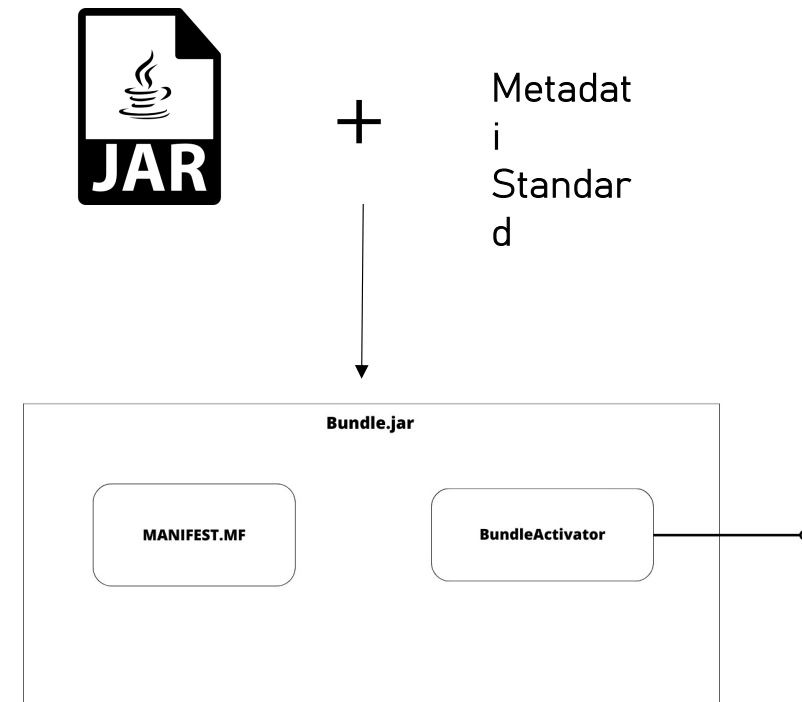 JAR
+
Metadat
i
Standar
d
Bundle.jar
MANIFEST.MF
BundleActivator